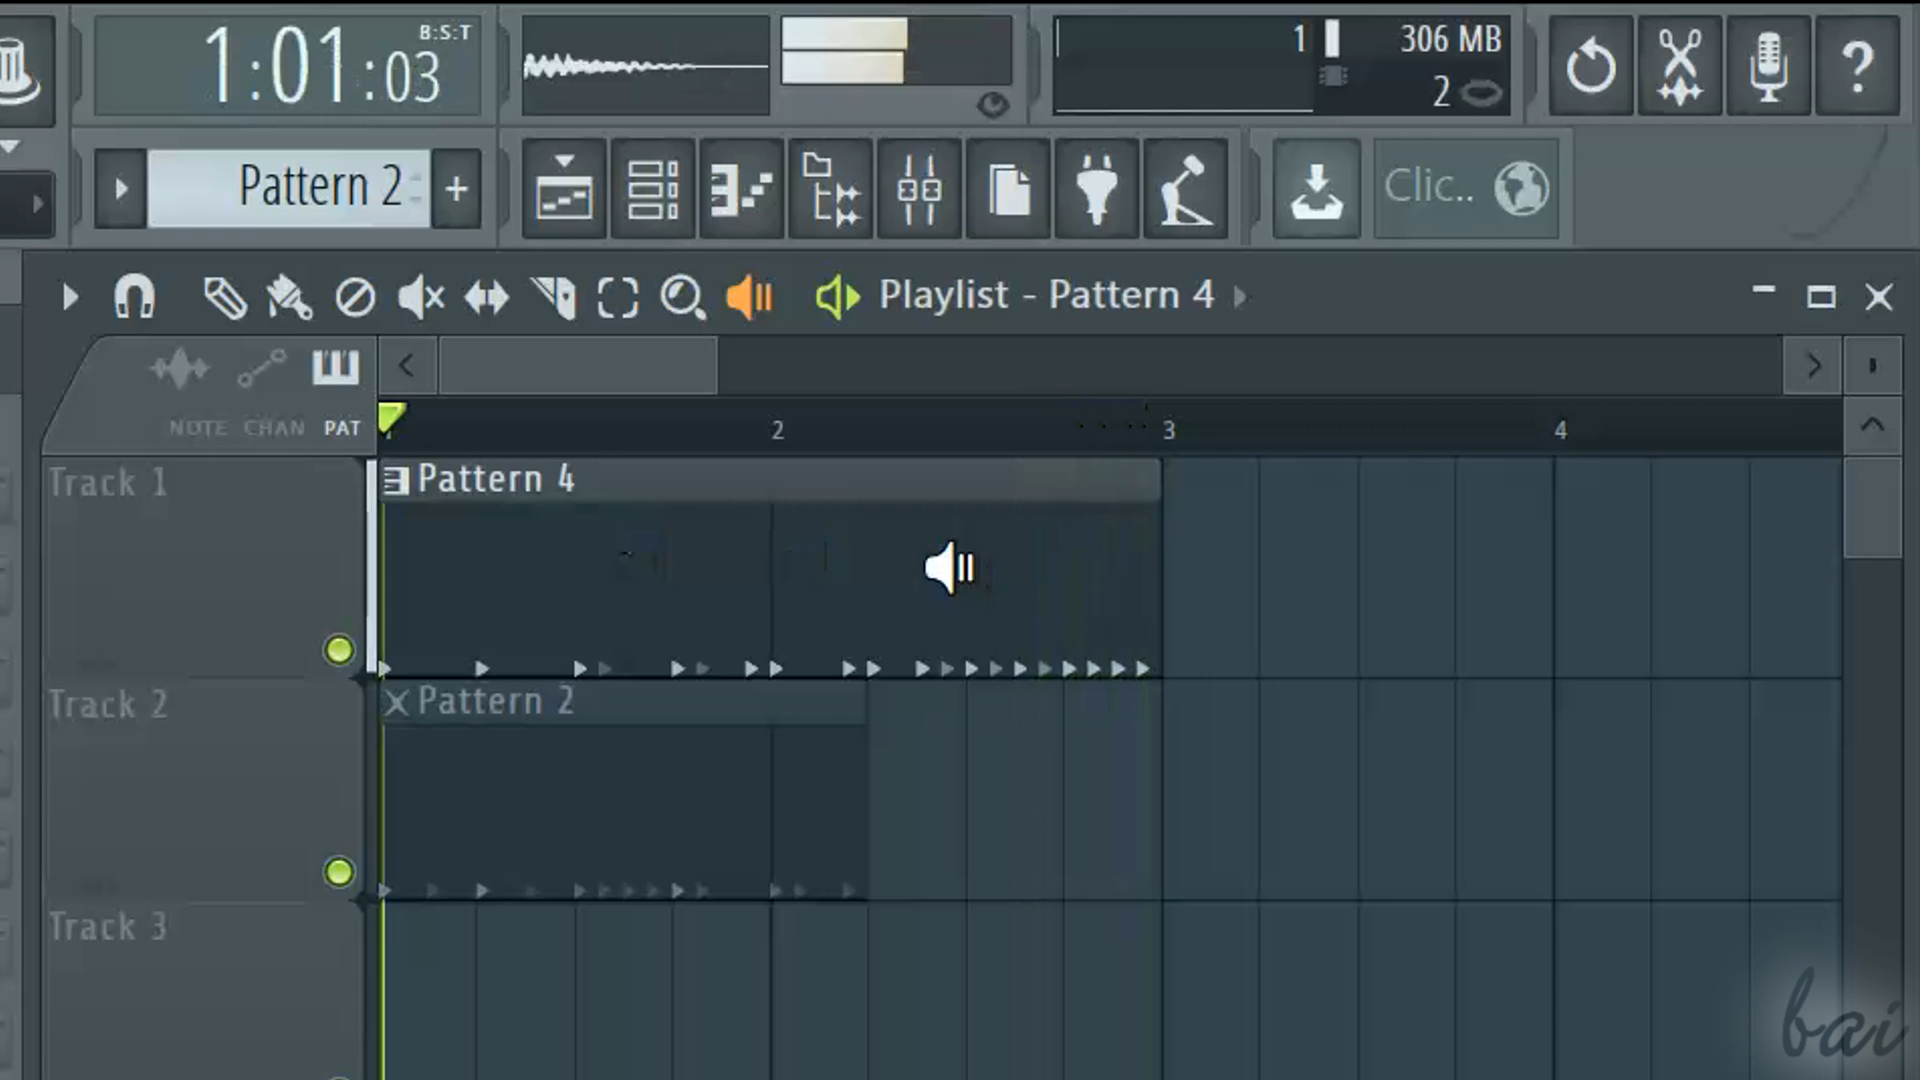 1:01:03 B:S:T
1 306 MB
2
?
Pattern 2 +
Clic..
Playlist - Pattern 4
NOTE CHAN PAT
2 3 4
Track 1
Pattern 4
Track 2
Pattern 2
Track 3
bai